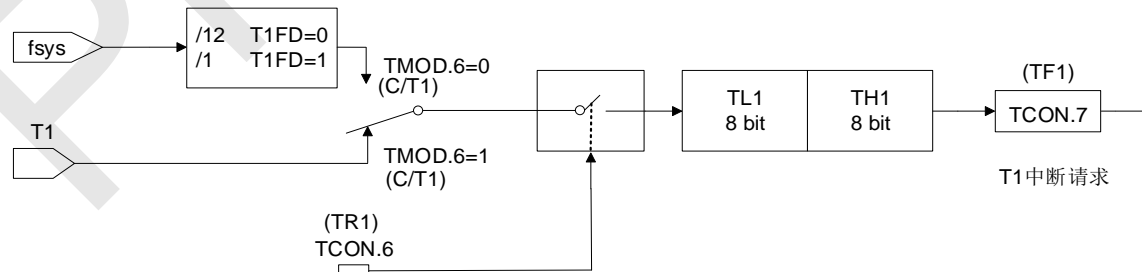 fsys
/12 T1FD=0
/1 T1FD=1
TMOD.6=0
(C/T1)
T1
TMOD.6=1
(C/T1)
(TR1)
TCON.6
TL1
8 bit
TH1
8 bit
(TF1)
TCON.7
T1中断请求